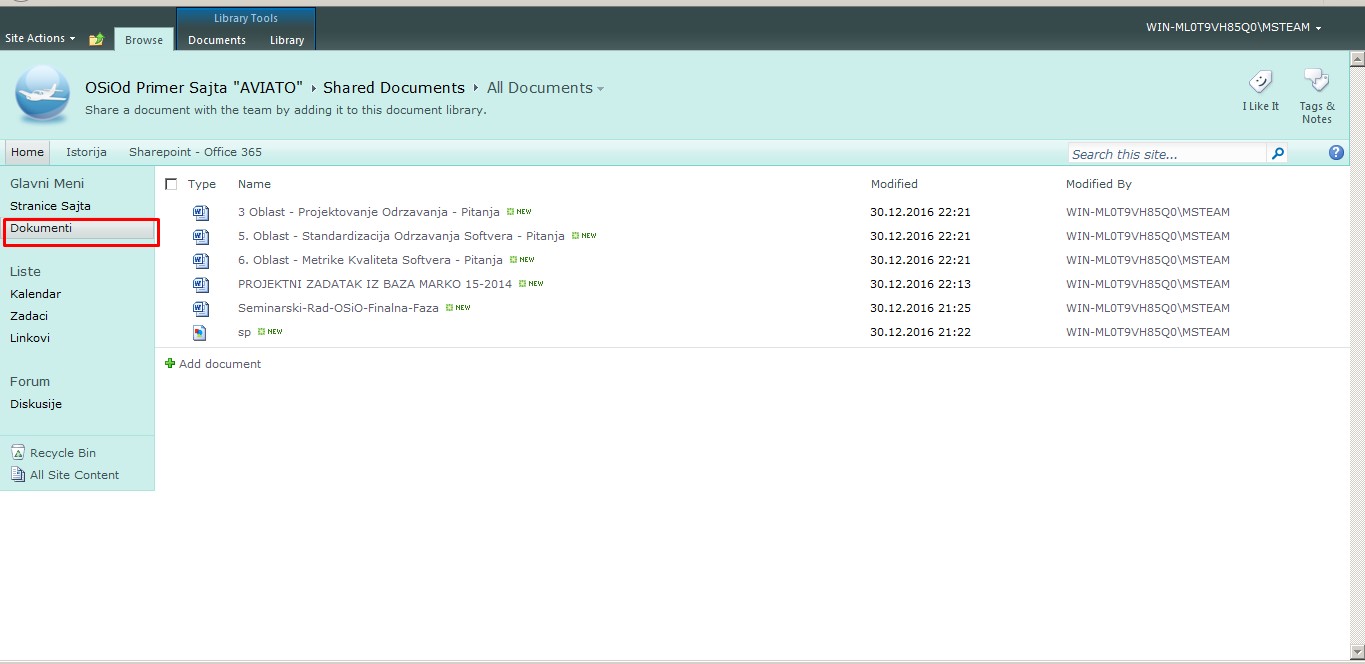 Library Tools
Site Actions Browse Documents Library WIN-ML0T9VH85Q0\MSTEAM
OSiOd Primer Sajta "AVIATO" Shared Documents All Documents
Share a document with the team by adding it to this document library.
I Like It Tags &
Notes
Home Istorija Sharepoint - Office 365 Search this site... ?
Glavni Meni
Stranice Sajta
Dokumenti
Liste
Kalendar
Zadaci
Linkovi
Forum
Diskusije
Recycle Bin
All Site Content
Type Name Modified Modified By
3 Oblast - Projektovanje Odrzavanja - Pitanja NEW 30.12.2016 22:21 WIN-ML0T9VH85Q0\MSTEAM
5. Oblast - Standardizacija Odrzavanja Softvera - Pitanja NEW 30.12.2016 22:21 WIN-ML0T9VH85Q0\MSTEAM
6. Oblast - Metrike Kvaliteta Softvera - Pitanja NEW 30.12.2016 22:21 WIN-ML0T9VH85Q0\MSTEAM
PROJEKTNI ZADATAK IZ BAZA MARKO 15-2014 NEW 30.12.2016 22:13 WIN-ML0T9VH85Q0\MSTEAM
Seminarski-Rad-OSiO-Finalna-Faza NEW 30.12.2016 21:25 WIN-ML0T9VH85Q0\MSTEAM
sp NEW 30.12.2016 21:22 WIN-ML0T9VH85Q0\MSTEAM
Add document